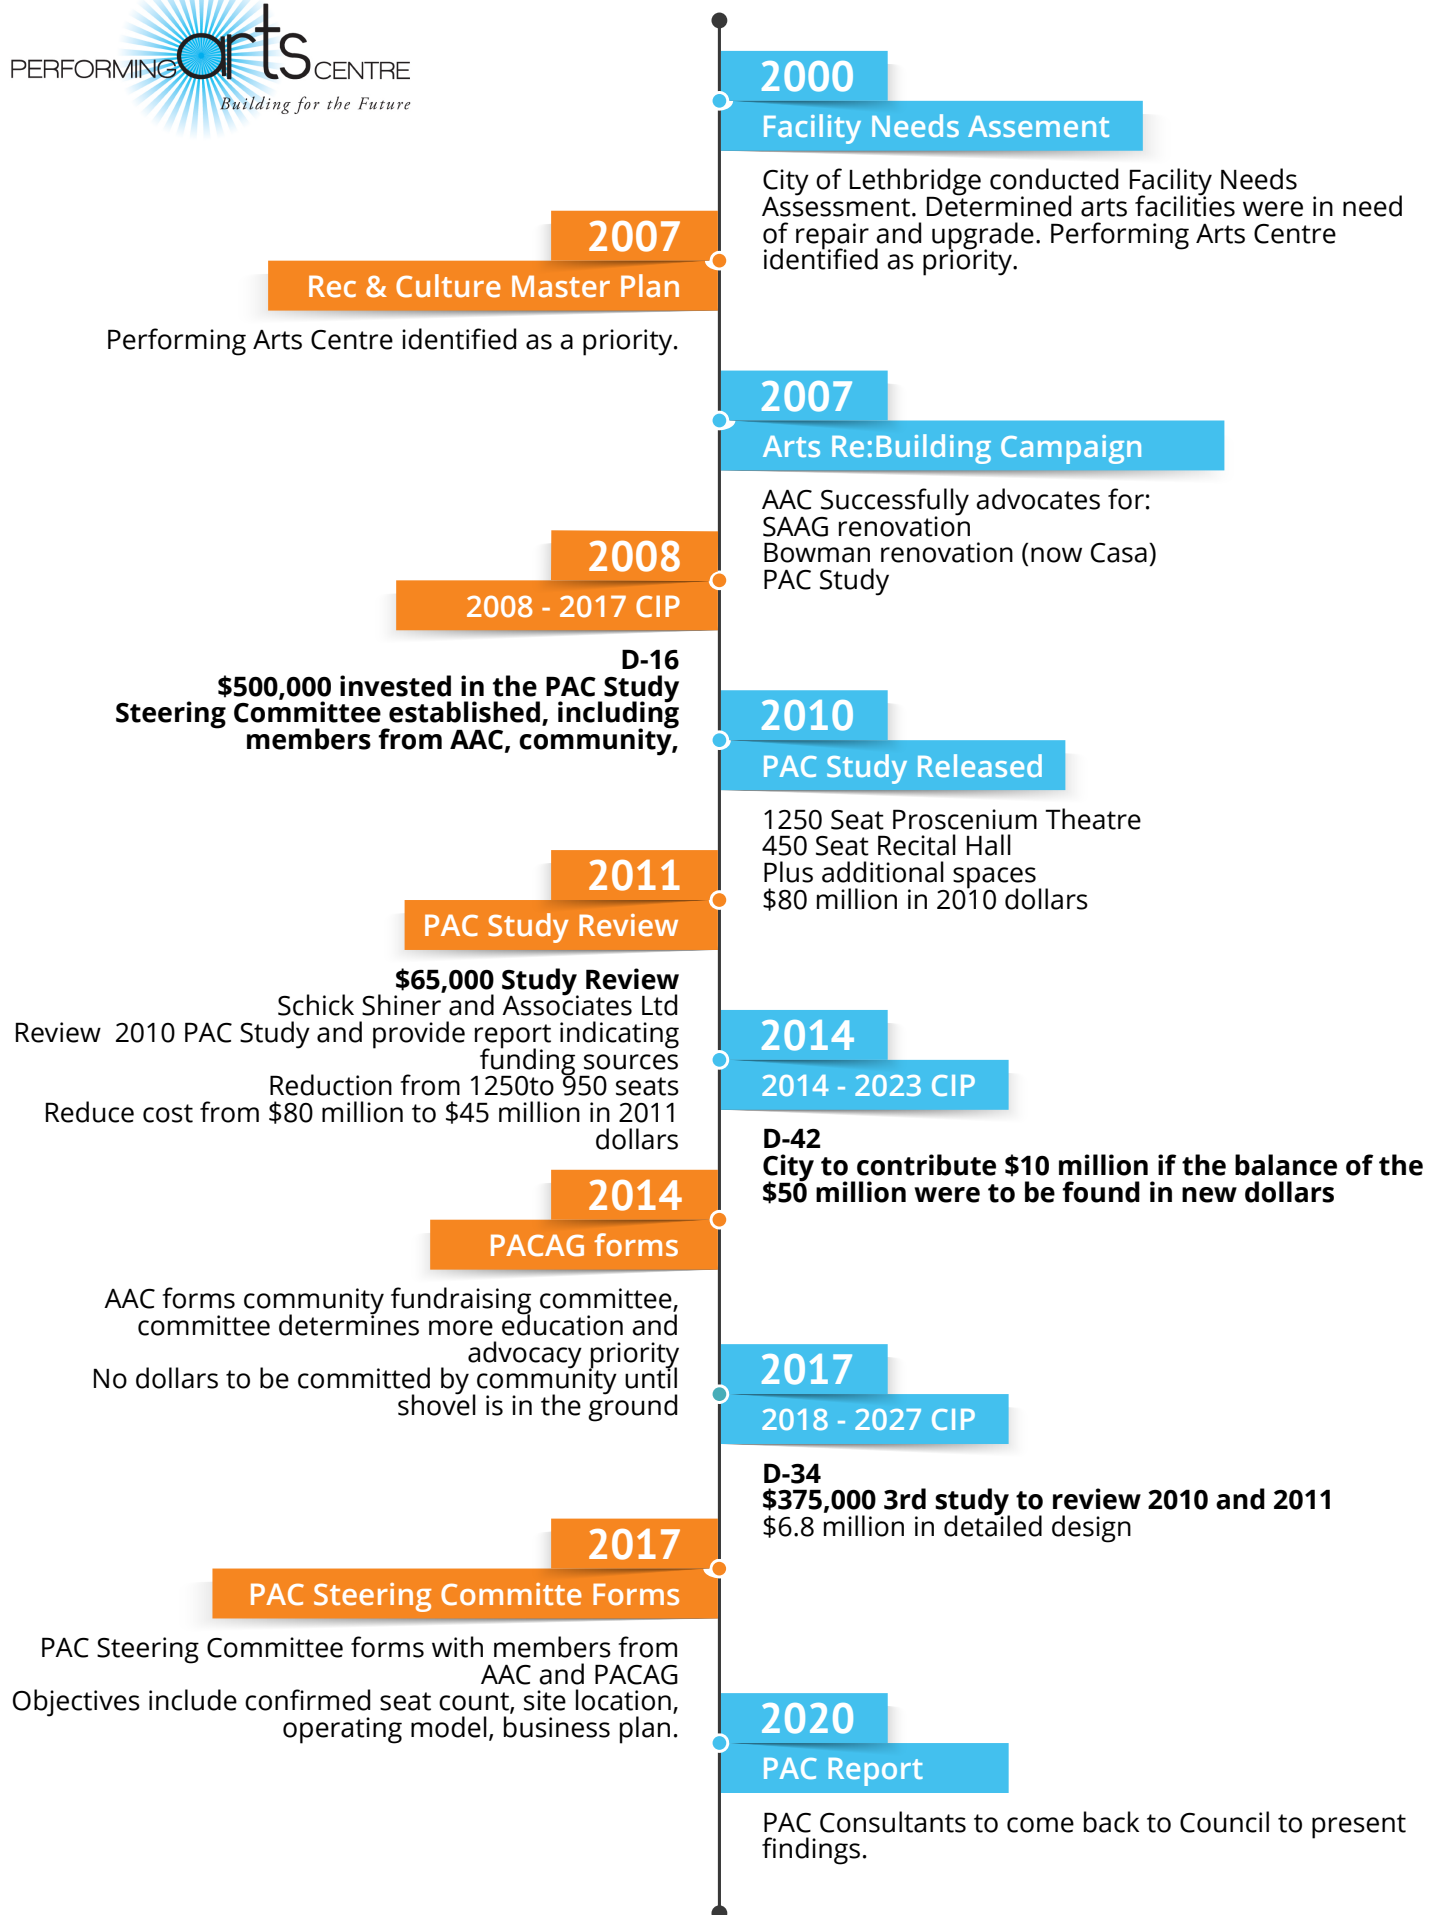 PERFORMING arts CENTRE
Building for the Future
2000
Facility Needs Assement
City of Lethbridge conducted Facility Needs
Assessment. Determined arts facilities were in need
of repair and upgrade. Performing Arts Centre
identified as priority.
2007
Rec & Culture Master Plan
Performing Arts Centre identified as a priority.
2007
Arts Re:Building Campaign
AAC Successfully advocates for:
SAAG renovation
Bowman renovation (now Casa)
PAC Study
2008
2008 - 2017 CIP
D-16
$500,000 invested in the PAC Study
Steering Committee established, including
members from AAC, community,
2010
PAC Study Released
1250 Seat Proscenium Theatre
450 Seat Recital Hall
Plus additional spaces
$80 million in 2010 dollars
2011
PAC Study Review
$65,000 Study Review
Schick Shiner and Associates Ltd
Review  2010 PAC Study and provide report indicating
funding sources
Reduction from 1250to 950 seats
Reduce cost from $80 million to $45 million in 2011
dollars
2014
2014 - 2023 CIP
D-42
City to contribute $10 million if the balance of the
$50 million were to be found in new dollars
2014
PACAG forms
AAC forms community fundraising committee,
committee determines more education and
advocacy priority
No dollars to be committed by community until
shovel is in the ground
2017
2018 - 2027 CIP
D-34
$375,000 3rd study to review 2010 and 2011
$6.8 million in detailed design
2017
PAC Steering Committe Forms
PAC Steering Committee forms with members from
AAC and PACAG
Objectives include confirmed seat count, site location,
operating model, business plan.
2020
PAC Report
PAC Consultants to come back to Council to present
findings.